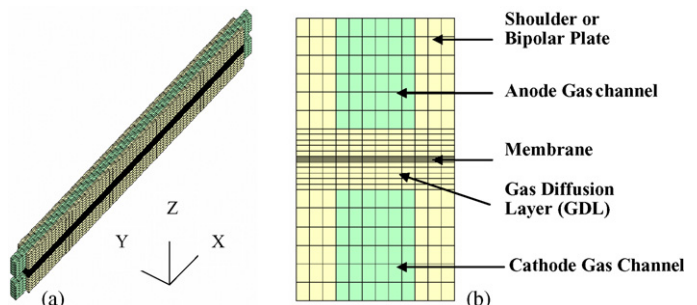 Shoulder or
Bipolar Plate
Anode Gas channel
Membrane
Gas Diffusion
Layer (GDL)
Cathode Gas Channel
Z
Y
X
(a)
(b)